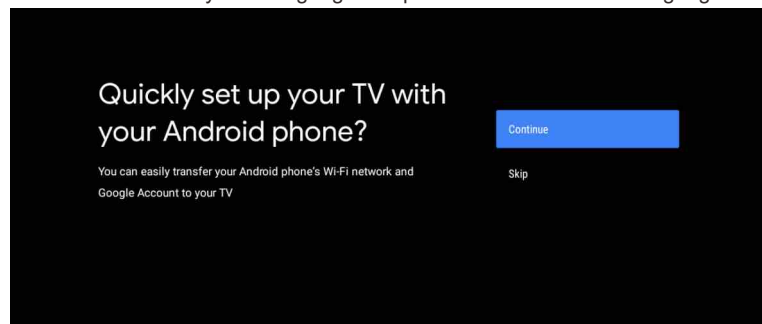 Quickly set up your TV with
your Android phone?
You can easily transfer your Android phone's Wi-Fi network and
Google Account to your TV
Continue
Skip